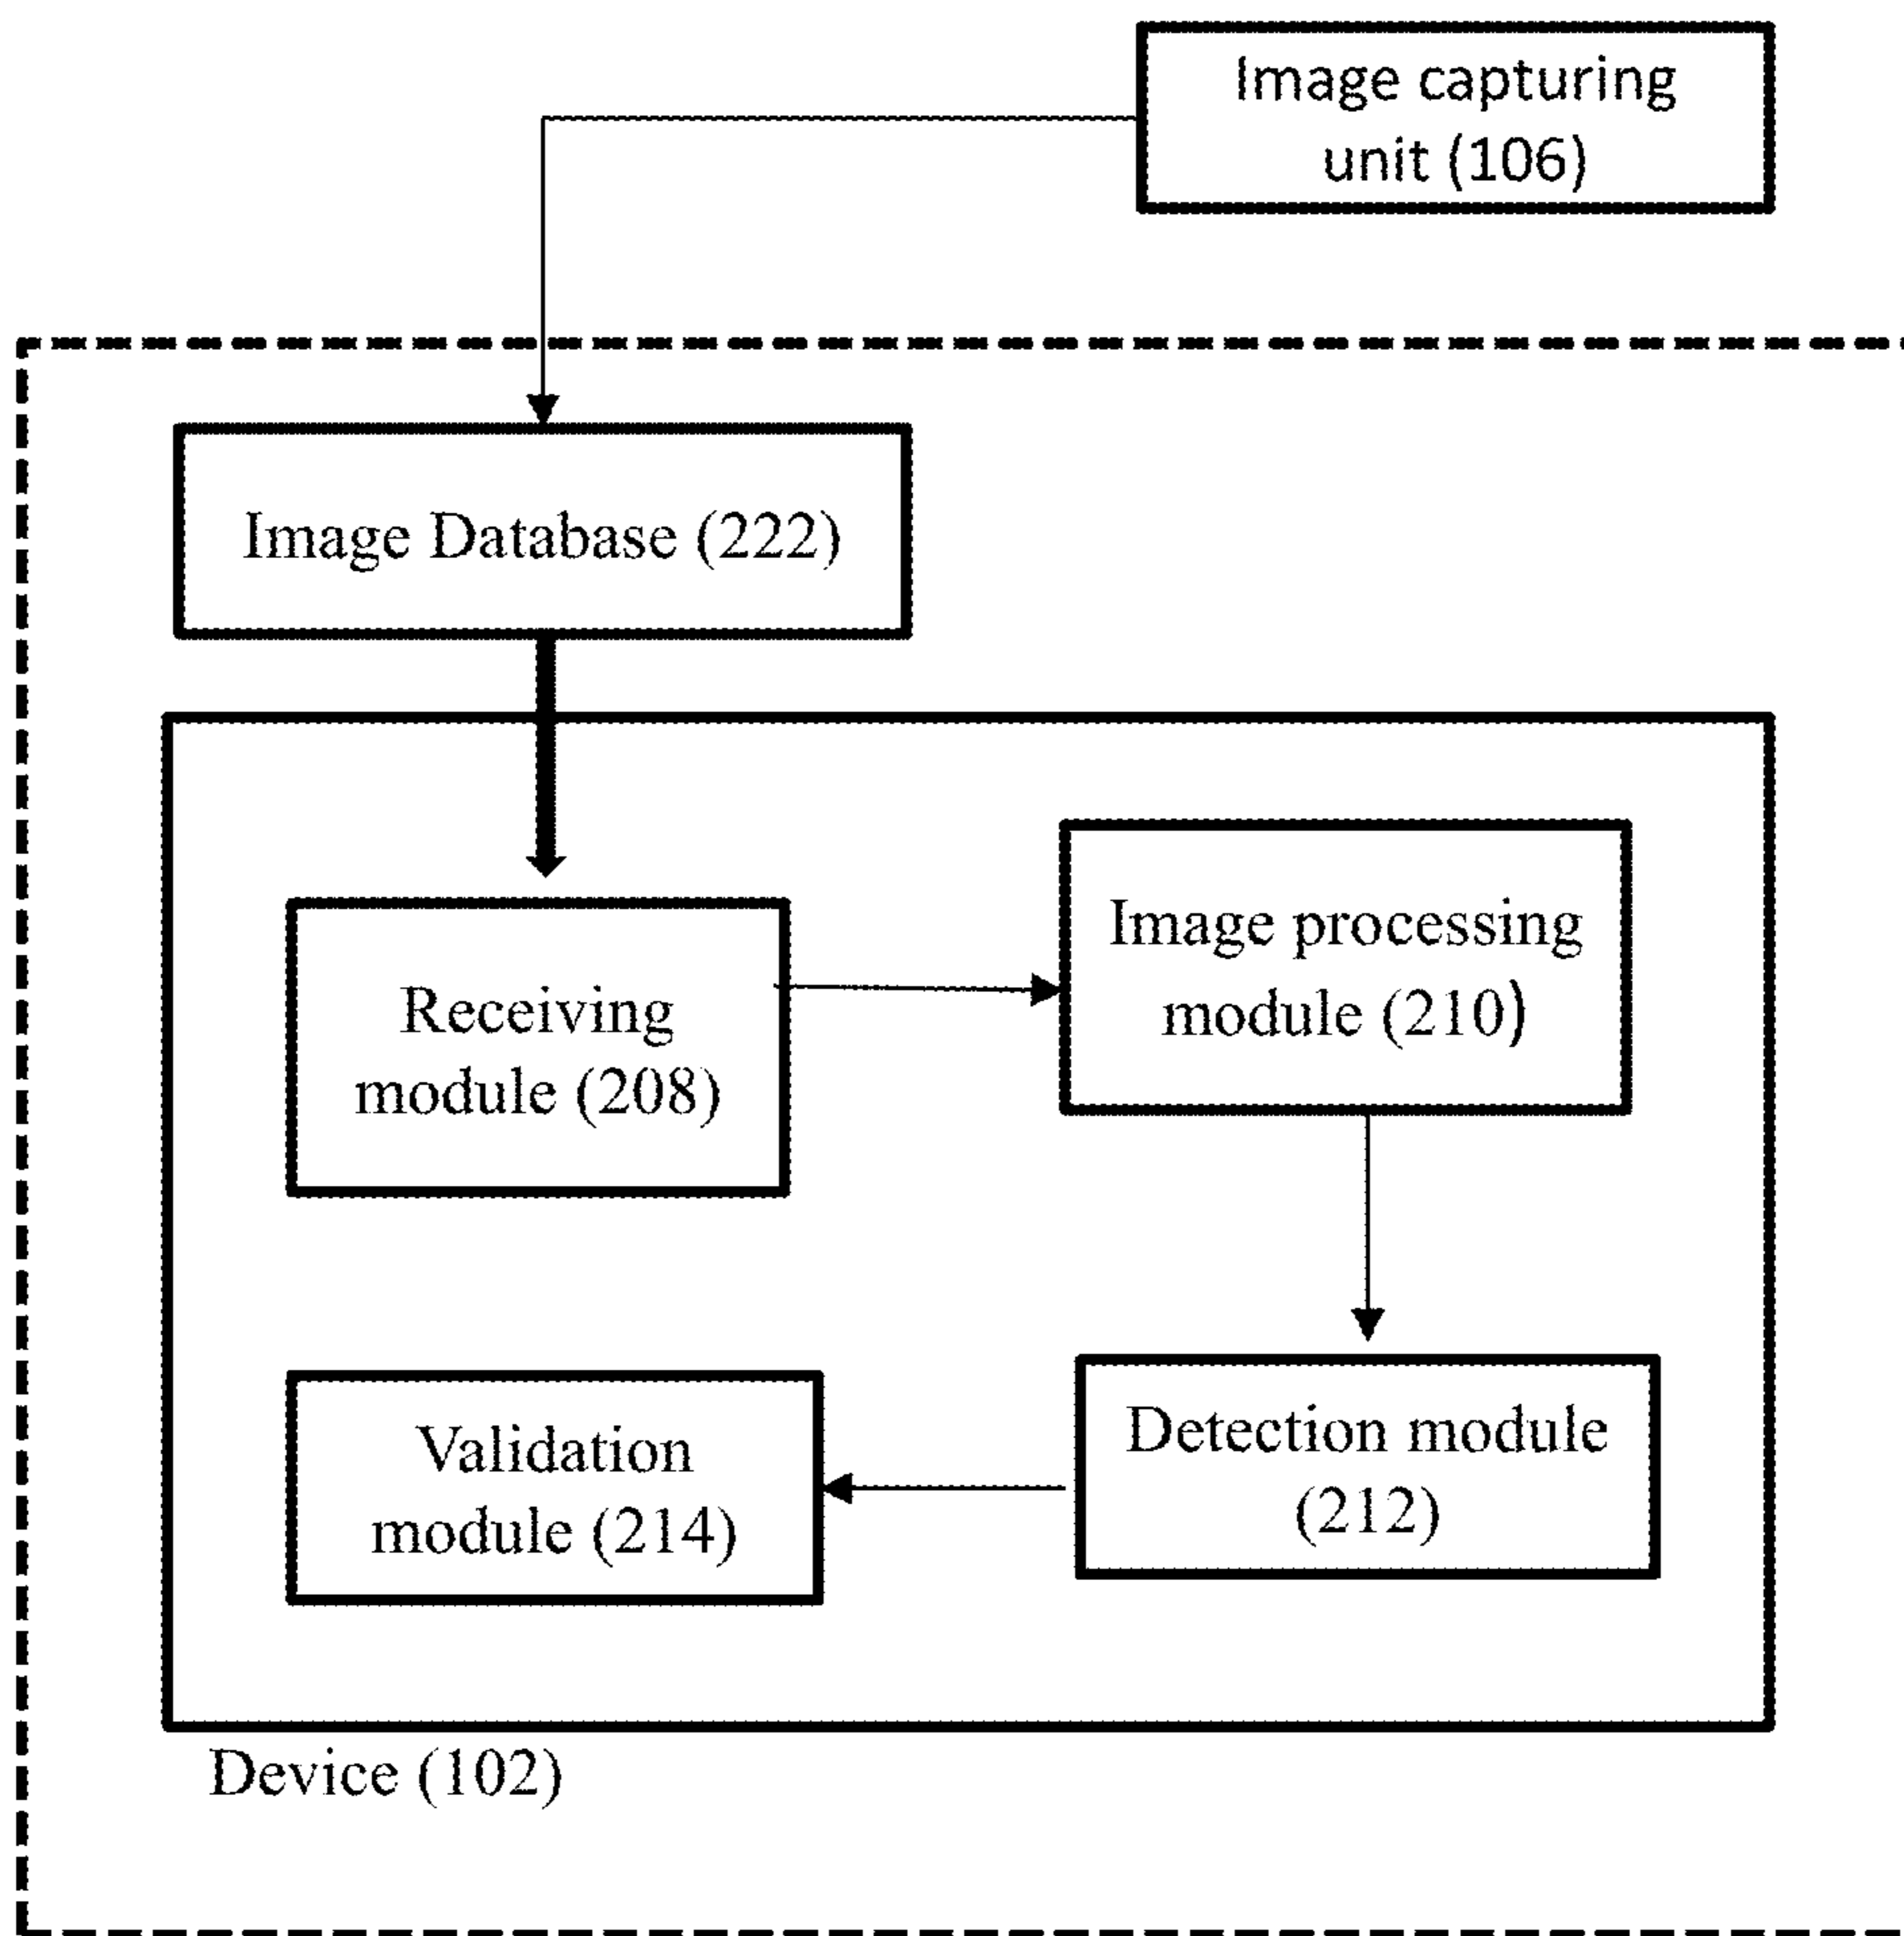 Image capturing
unit (106)
Image Database (222)
Receiving
module (208)
Image processing
module (210)
Validation
module (214)
Detection module
(212)
Device (102)